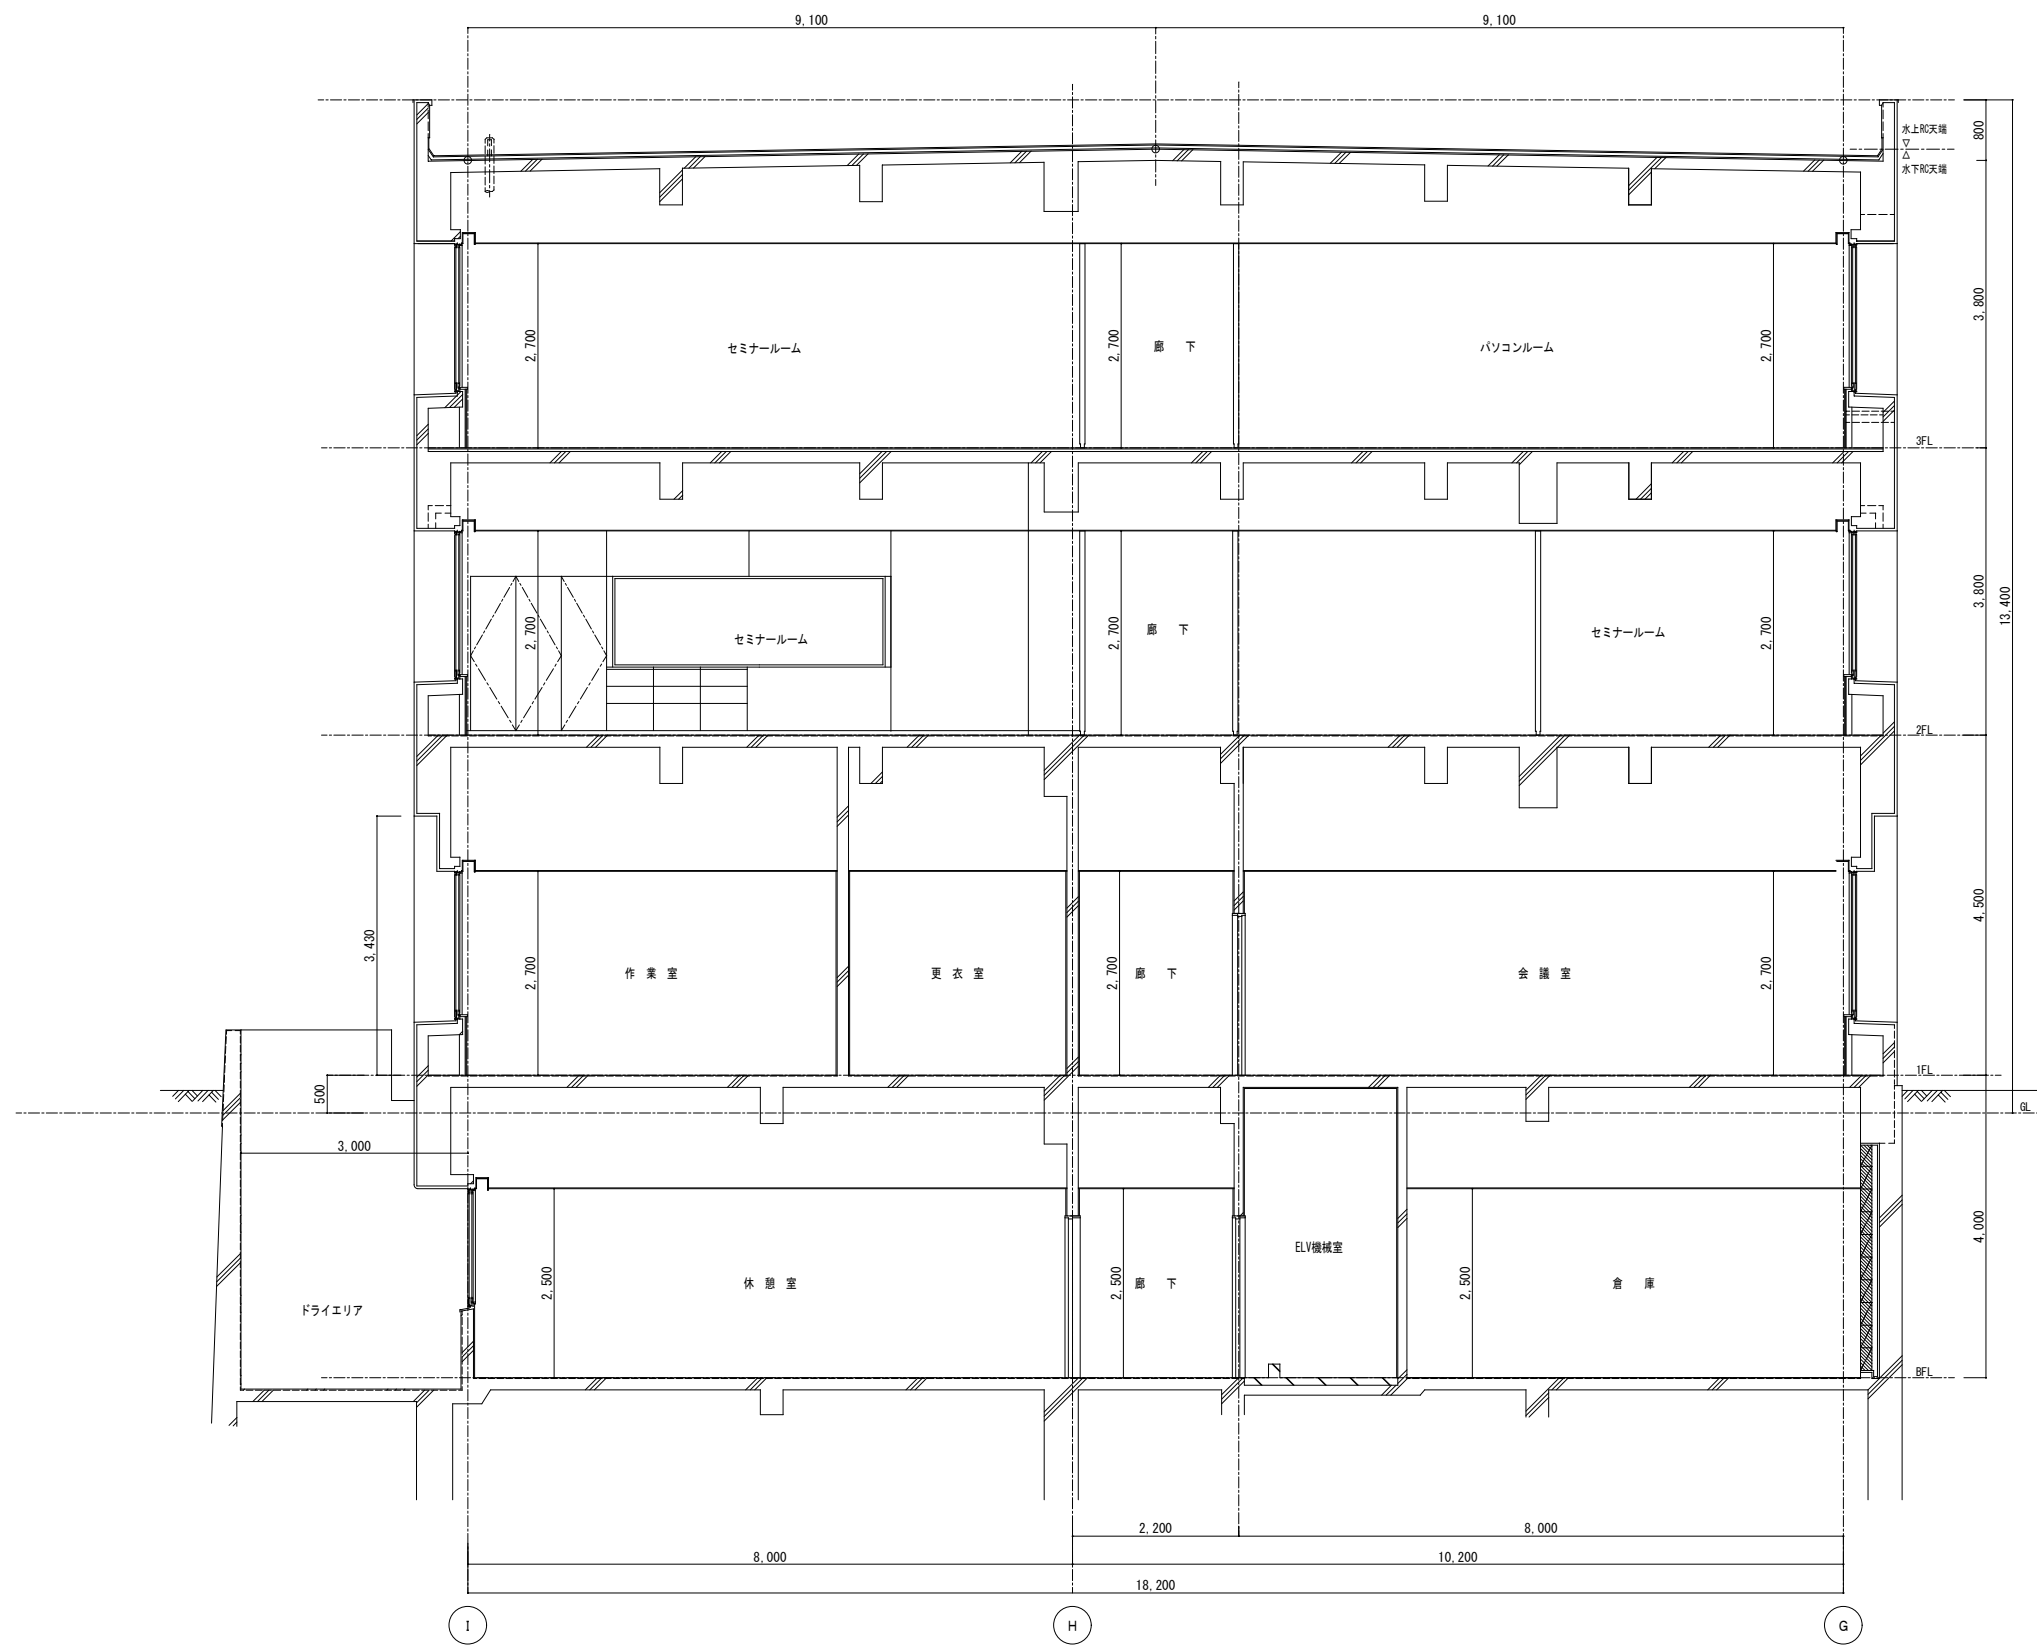 9,100
9,100
水上RC天端
水下RC天端
800
3,800
2,700
セミナールーム
2,700
廊　下
パソコンルーム
2,700
3FL
3,800
13,400
2,700
セミナールーム
2,700
廊　下
セミナールーム
2,700
2FL
4,500
3,430
2,700
作　業　室
更　衣　室
2,700
廊　下
会　議　室
2,700
1FL
500
GL
3,000
4,000
ELV機械室
2,500
休　憩　室
2,500
廊　下
2,500
倉　庫
ドライエリア
BFL
2,200
8,000
8,000
10,200
18,200
I
H
G